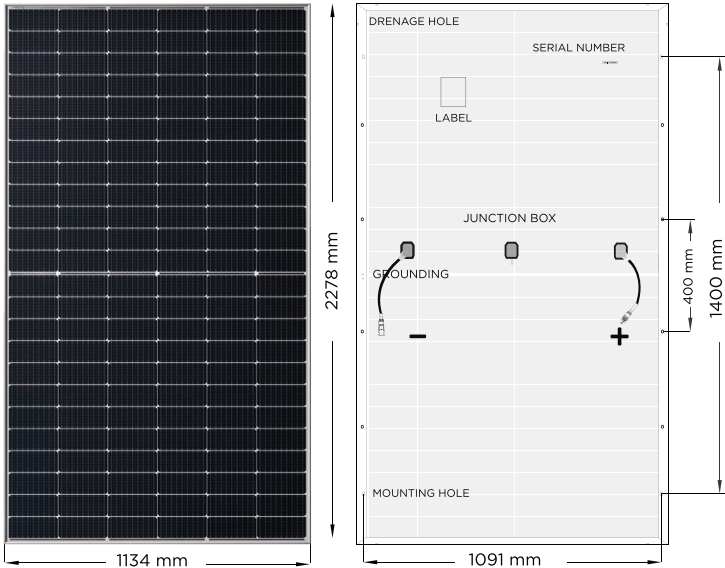 DRENAGE HOLE
SERIAL NUMBER
LABEL
JUNCTION BOX
GROUNDING
2278 mm
400 mm
1400 mm
−
+
MOUNTING HOLE
1134 mm
1091 mm